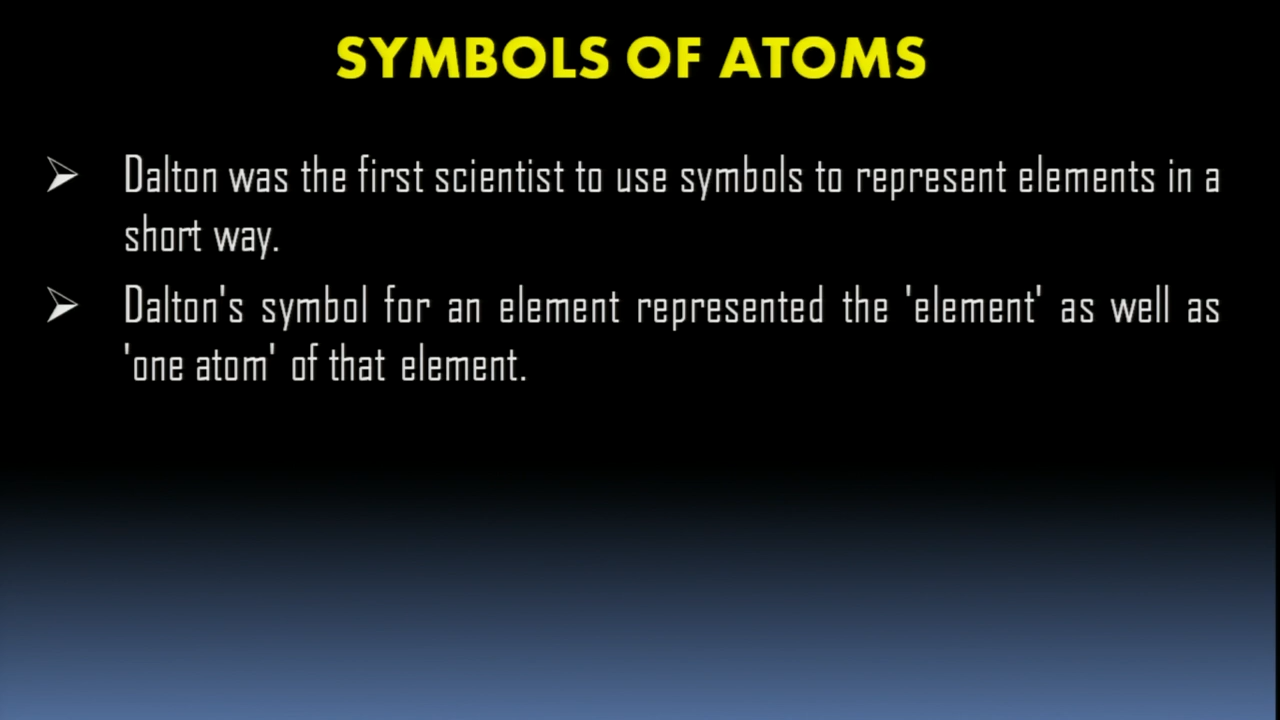 SYMBOLS OF ATOMS
Dalton was the first scientist to use symbols to represent elements in a
short way.
Dalton's symbol for an element represented the 'element' as well as
'one atom' of that element.